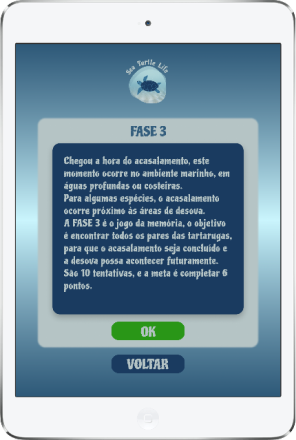 Sea Turtle Life
FASE 3
Chegou a hora do acasalamento, este
momento ocorre no ambiente marinho, em
águas profundas ou costeiras.
Para algumas espécies, o acasalamento
ocorre próximo às áreas de desova.
A FASE 3 é o jogo da memória, o objetivo
é encontrar todos os pares das tartarugas,
para que o acasalamento seja concluído e
a desova possa acontecer futuramente.
São 10 tentativas, e a meta é completar 6
pontos.
OK
VOLTAR